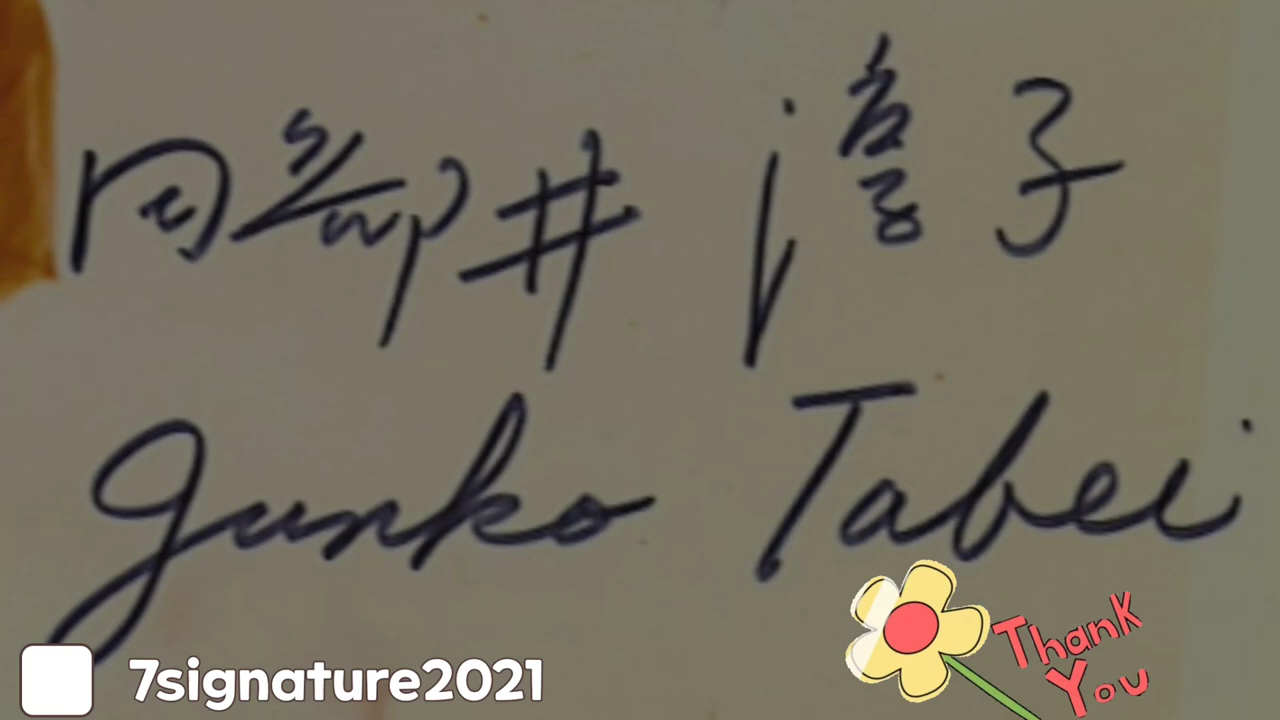 田部井 淳子
Junko Tabei
7signature2021
Thank
You